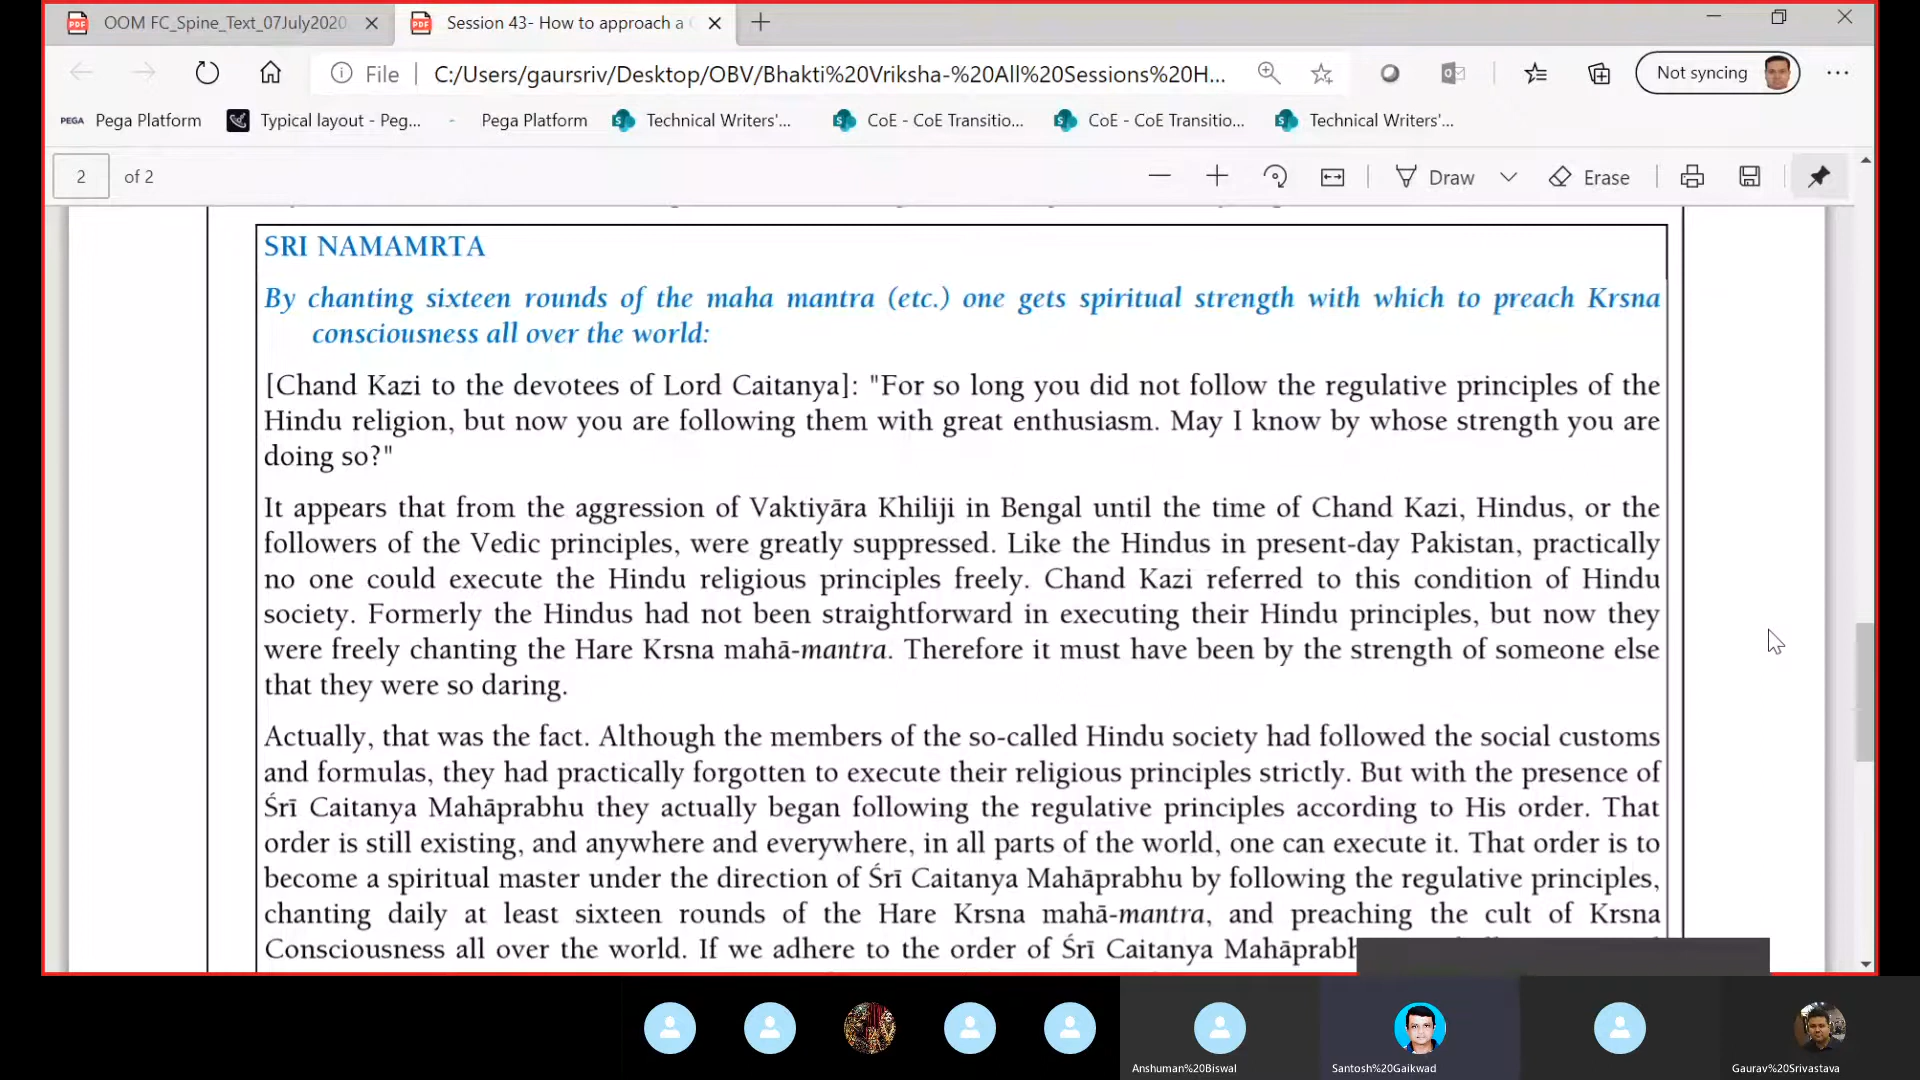 OOM FC_Spine_Text_07July2020
Session 43- How to approach a
File
C:/Users/gaursriv/Desktop/OBV/Bhakti%20Vriksha-%20All%20Sessions%20H...
Not syncing
PEGA Pega Platform
Typical layout - Peg...
Pega Platform
Technical Writers'...
CoE - CoE Transitio...
CoE - CoE Transitio...
Technical Writers'...
2 of 2
Draw
Erase
SRI NAMAMRTA
By chanting sixteen rounds of the maha mantra (etc.) one gets spiritual strength with which to preach Krsna
consciousness all over the world:
[Chand Kazi to the devotees of Lord Caitanya]: "For so long you did not follow the regulative principles of the
Hindu religion, but now you are following them with great enthusiasm. May I know by whose strength you are
doing so?"
It appears that from the aggression of Vaktiyāra Khiliji in Bengal until the time of Chand Kazi, Hindus, or the
followers of the Vedic principles, were greatly suppressed. Like the Hindus in present-day Pakistan, practically
no one could execute the Hindu religious principles freely. Chand Kazi referred to this condition of Hindu
society. Formerly the Hindus had not been straightforward in executing their Hindu principles, but now they
were freely chanting the Hare Krsna mahā-mantra. Therefore it must have been by the strength of someone else
that they were so daring.
Actually, that was the fact. Although the members of the so-called Hindu society had followed the social customs
and formulas, they had practically forgotten to execute their religious principles strictly. But with the presence of
Śrī Caitanya Mahāprabhu they actually began following the regulative principles according to His order. That
order is still existing, and anywhere and everywhere, in all parts of the world, one can execute it. That order is to
become a spiritual master under the direction of Śrī Caitanya Mahāprabhu by following the regulative principles,
chanting daily at least sixteen rounds of the Hare Krsna mahā-mantra, and preaching the cult of Krsna
Consciousness all over the world. If we adhere to the order of Śrī Caitanya Mahāprabh
Anshuman%20Biswal
Santosh%20Gaikwad
Gaurav%20Srivastava